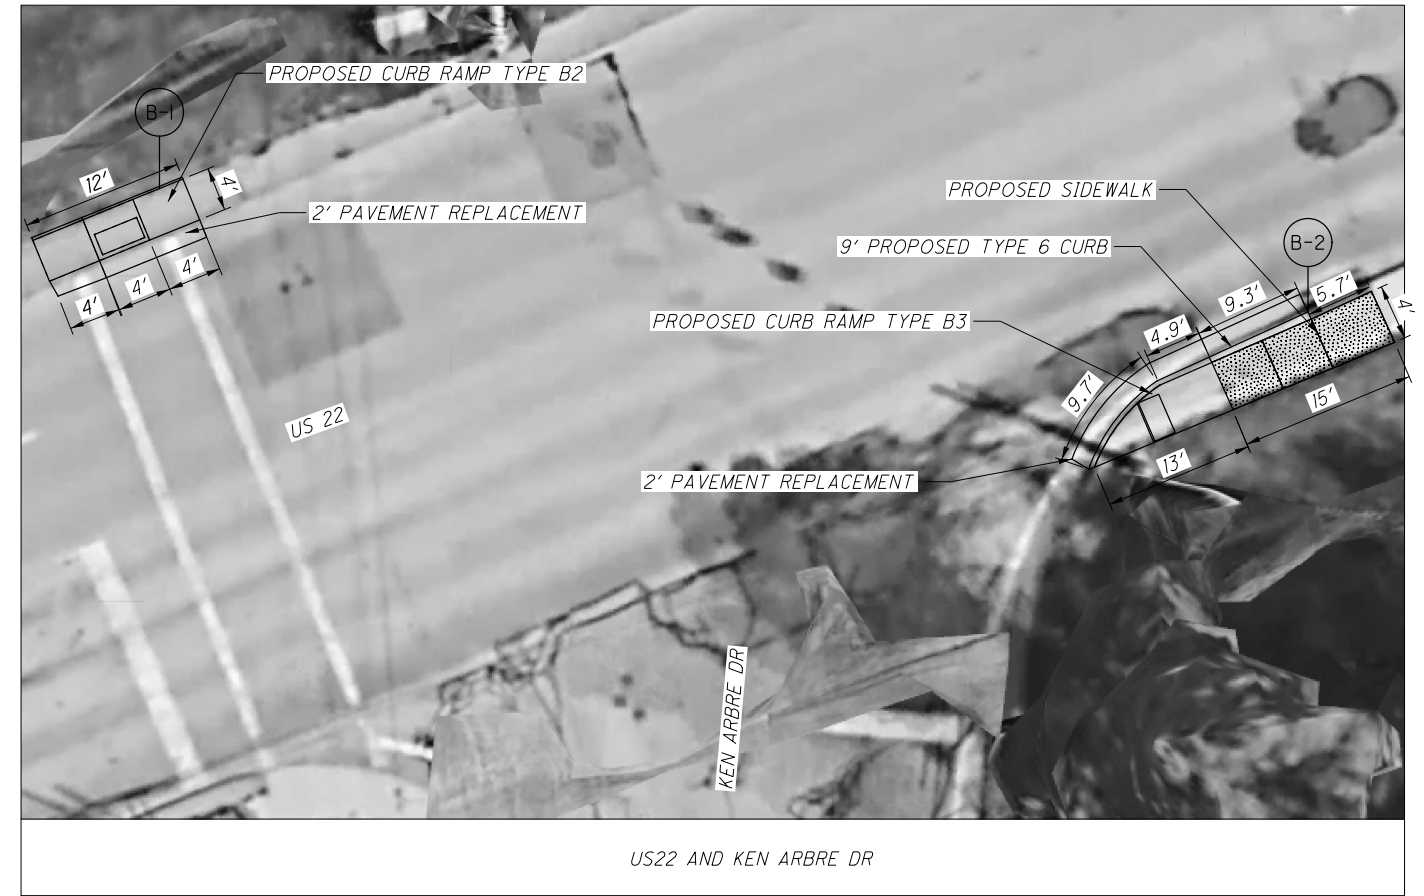 PROPOSED CURB RAMP TYPE B2
B-1
12'
4'
2' PAVEMENT REPLACEMENT
4'
4'
4'
PROPOSED SIDEWALK
9' PROPOSED TYPE 6 CURB
B-2
PROPOSED CURB RAMP TYPE B3
9.3'
5.7'
4'
4.9'
9.7'
15'
13'
2' PAVEMENT REPLACEMENT
US 22
KEN ARBRE DR
US22 AND KEN ARBRE DR